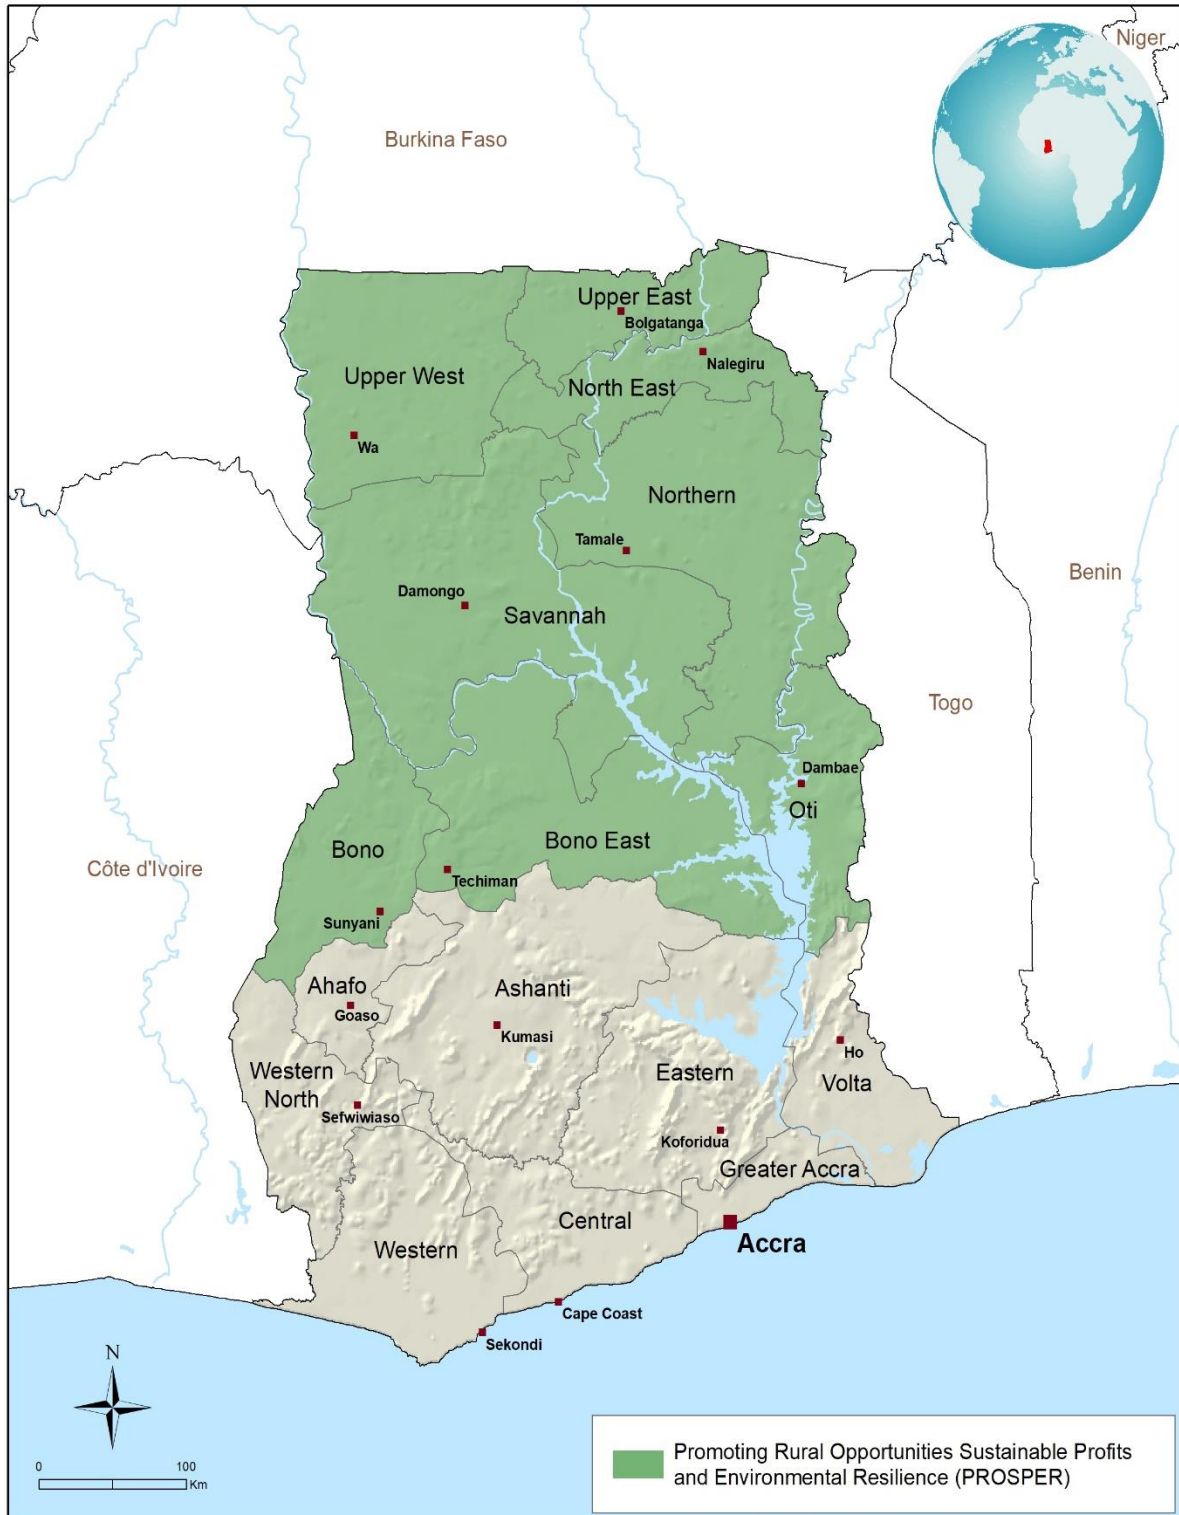 Niger
Burkina Faso
Upper East
Bolgatanga
Nalegiru
Upper West
North East
Wa
Northern
Tamale
Benin
Damongo
Savannah
Togo
Dambae
Oti
Bono
Bono East
Côte d'Ivoire
Techiman
Sunyani
Ahafo
Ashanti
Goaso
Kumasi
Ho
Western
North
Eastern
Volta
Sefwiwiaso
Koforidua
Greater Accra
Central
Western
Accra
Cape Coast
Sekondi
N
0 100
Km
Promoting Rural Opportunities Sustainable Profits
and Environmental Resilience (PROSPER)